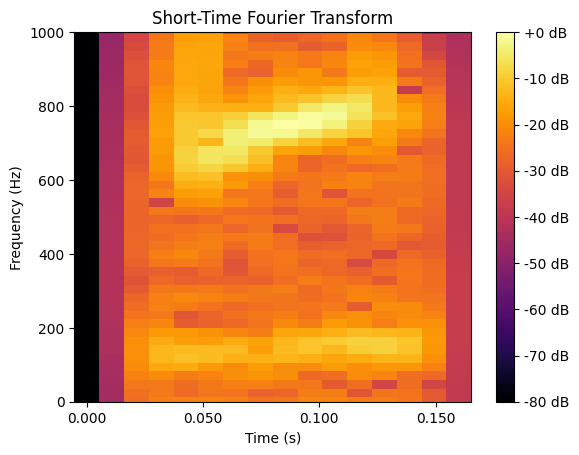 Short-Time Fourier Transform
1000
800
600
400
200
0
Frequency (Hz)
0.000
0.050
0.100
0.150
Time (s)
+0 dB
-10 dB
-20 dB
-30 dB
-40 dB
-50 dB
-60 dB
-70 dB
-80 dB